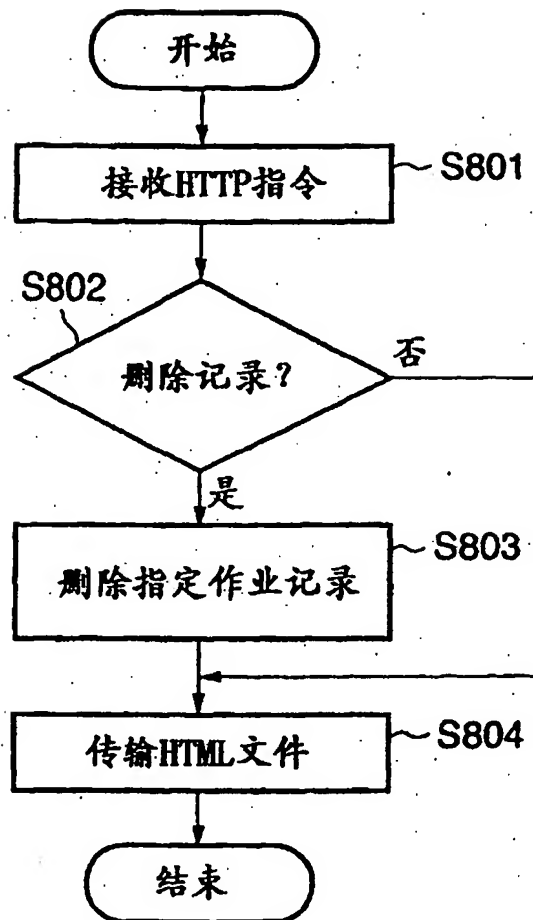 开始
接收HTTP指令
S801
S802
删除记录?
否
是
删除指定作业记录
S803
传输HTML文件
S804
结束